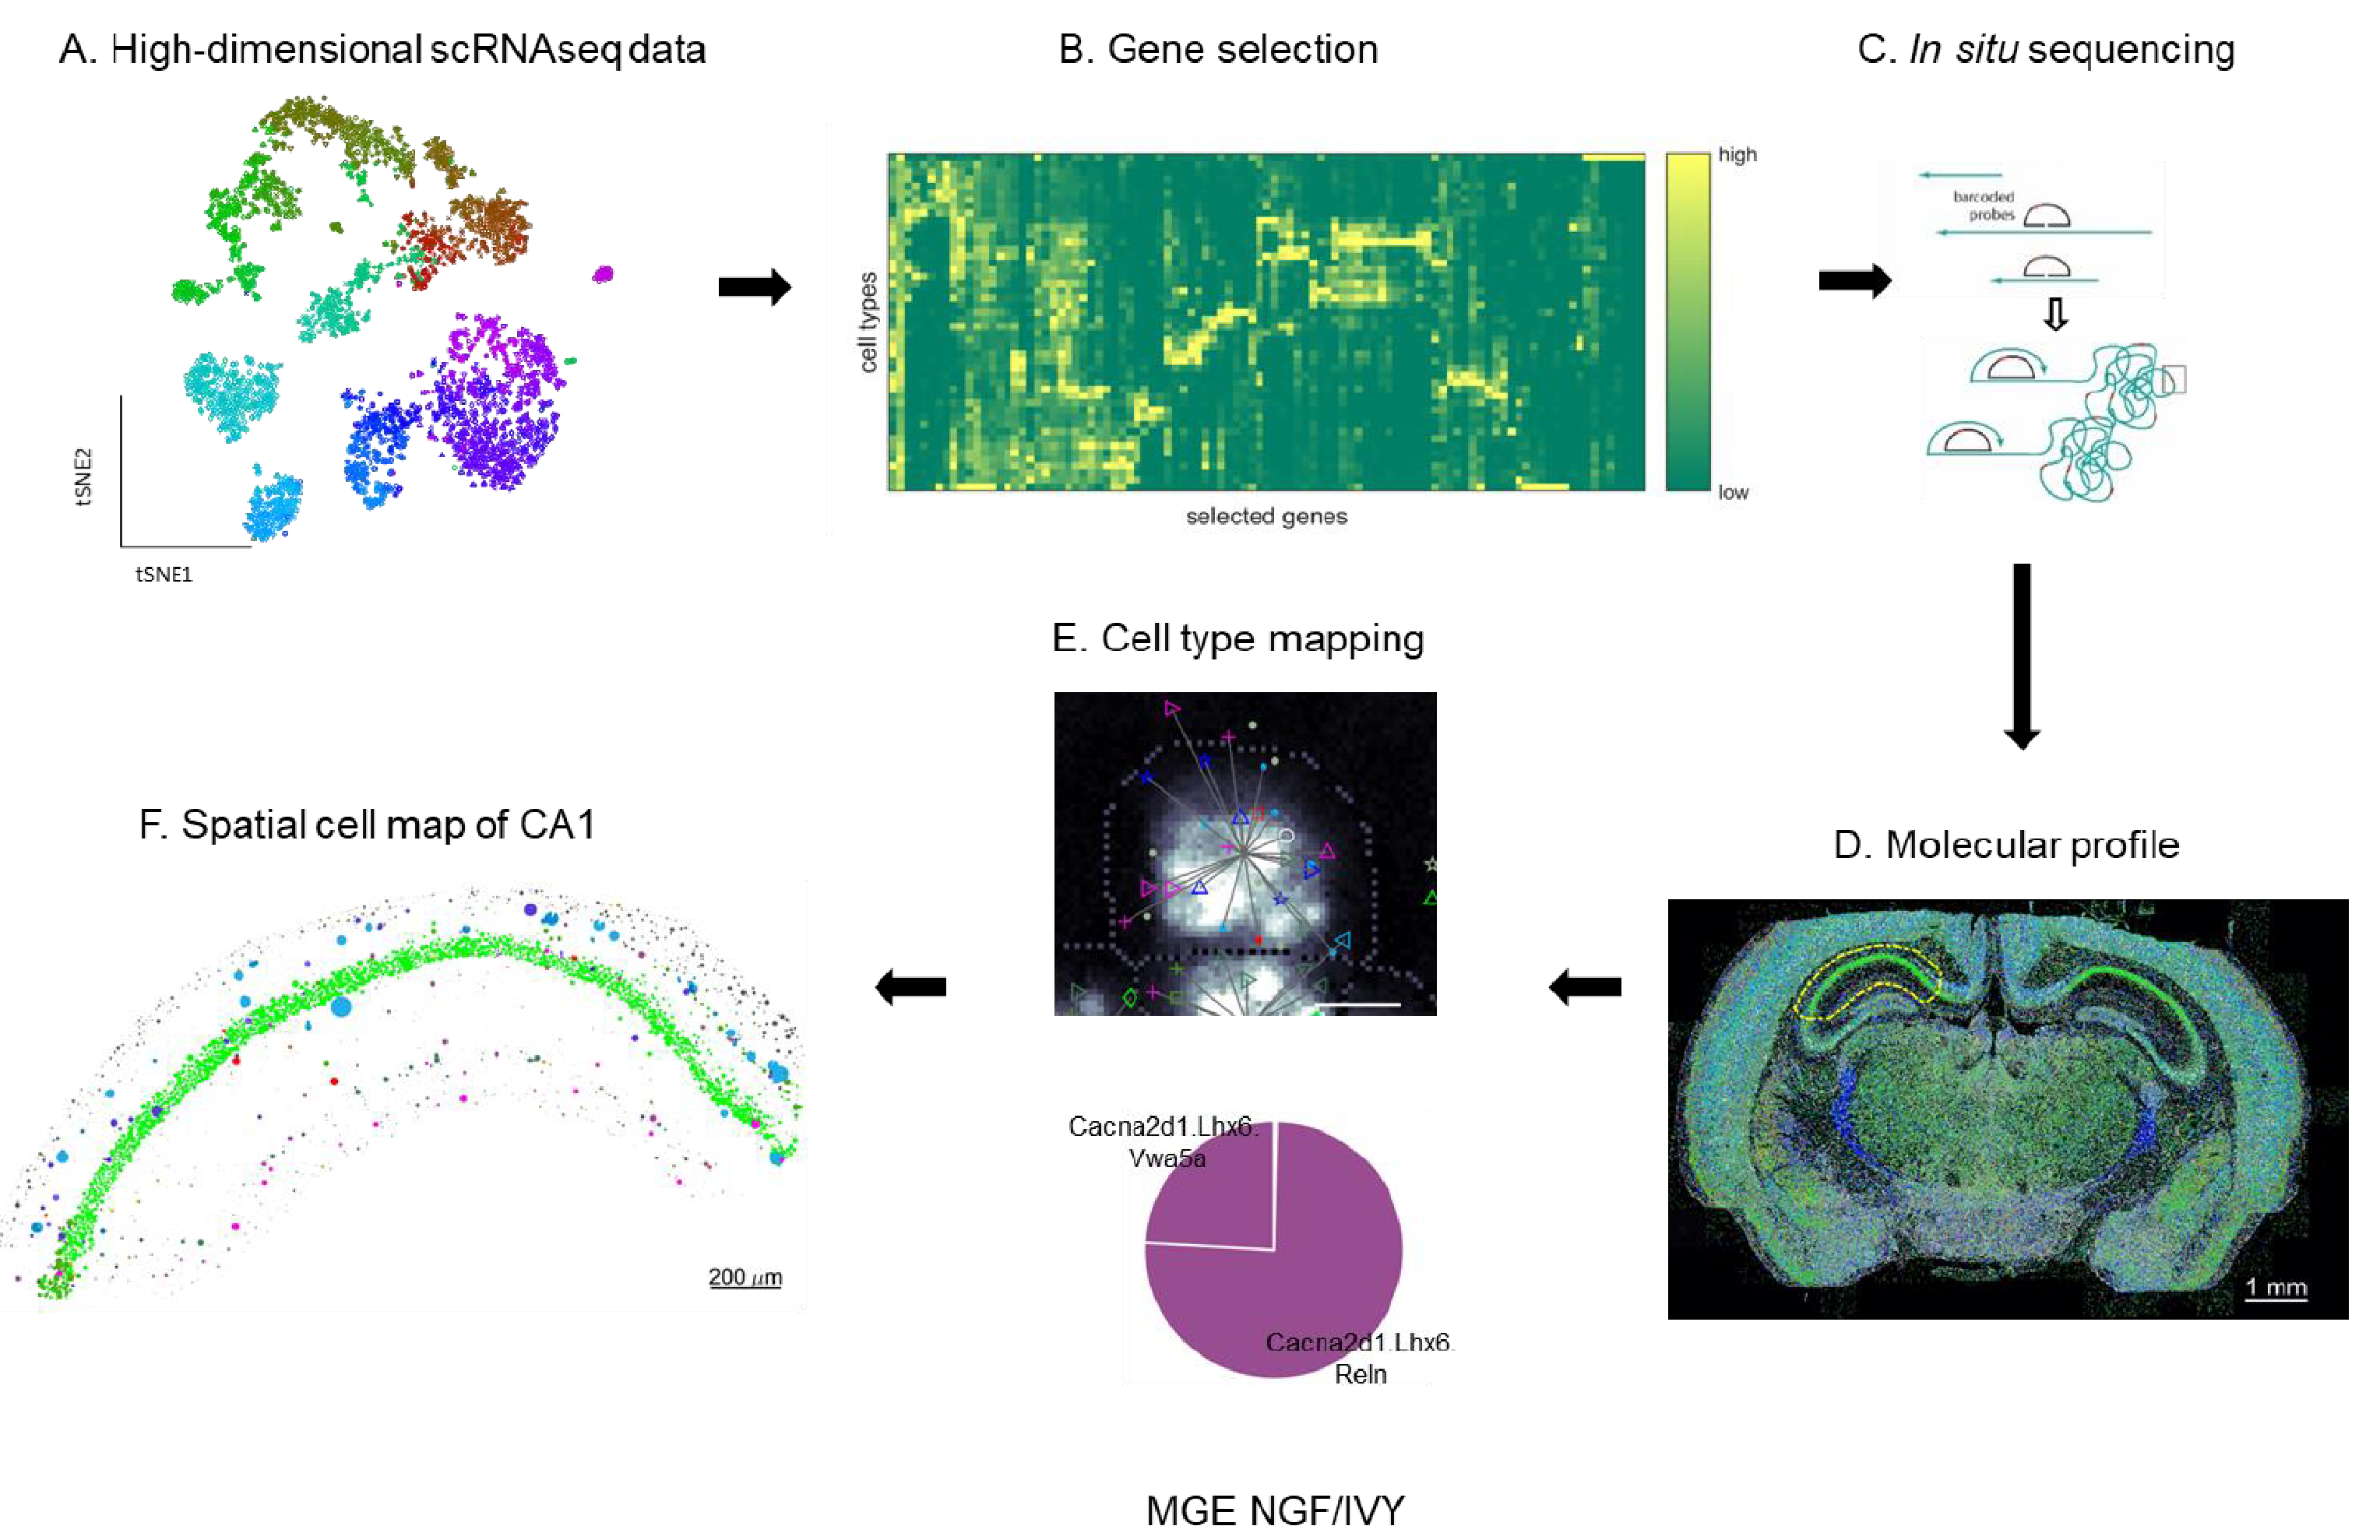 A. High-dimensional scRNAseq data
tSNE2
tSNE1
B. Gene selection
cell types
selected genes
high
low
C. In situ sequencing
barcoded
probes
D. Molecular profile
1 mm
E. Cell type mapping
Cacna2d1.Lhx6.
Vwa5a
Cacna2d1.Lhx6.
Reln
MGE NGF/IVY
F. Spatial cell map of CA1
200 μm